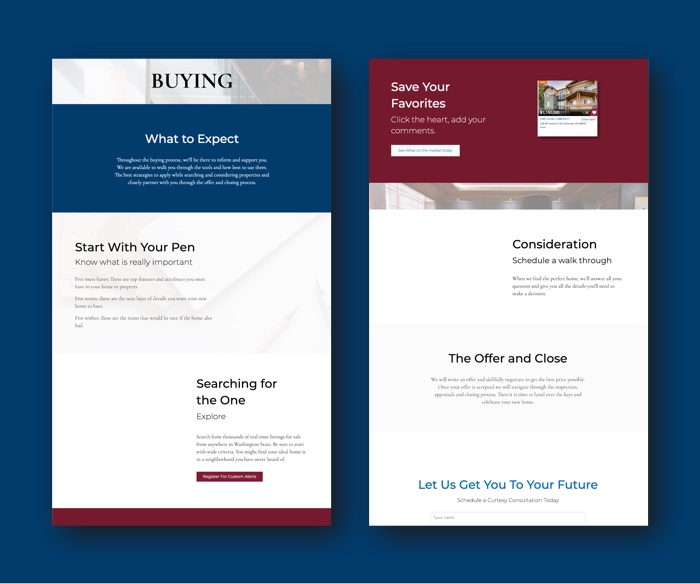 BUYING
What to Expect
Throughout the buying process, we'll be there to inform and support you.
We are available to walk you through the tools and how best to use them.
The best strategies to apply while searching and considering properties and
closely partner with you through the offer and closing process.
Start With Your Pen
Know what is really important
Five must-haves: These are top features and attributes you must
have in your home or property
Five wants: these are the next layer of details you want your new
home to have.
Five wishes: these are the items that would be nice if the home also
had.
Searching for
the One
Explore
Search from thousands of real-time listings for sale
from anywhere in Washington State. Be sure to start
with wide criteria. You might find your ideal home or
in a neighborhood you have never heard of.
Register For Custom Alerts
Save Your
Favorites
Click the heart, add your
comments.
See What on the market today
$1,150,000
Consideration
Schedule a walk through
When we find the perfect home, we'll answer all your
question and give you all the details you'll need to
make a decision.
The Offer and Close
We will write an offer and skillfully negotiate to get the best price possible.
Once your offer is accepted we will navigate through the inspection,
appraisals and closing process. Then it is time to hand over the keys and
celebrate your new home.
Let Us Get You To Your Future
Schedule a Curtesy Consultation Today
*your name